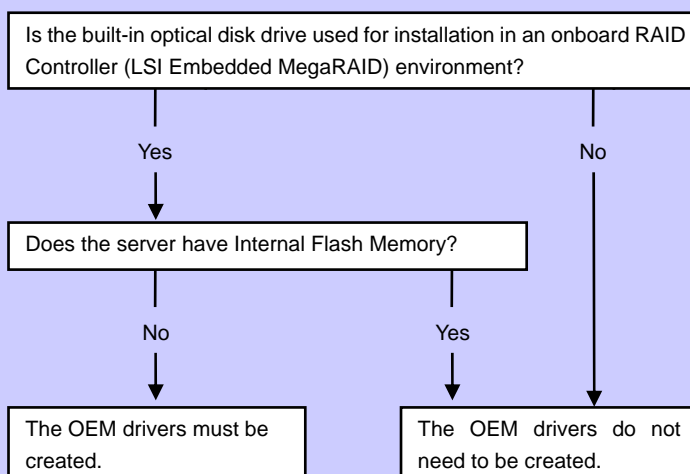 Is the built-in optical disk drive used for installation in an onboard RAID
Controller (LSI Embedded MegaRAID) environment?
Yes
No
Does the server have Internal Flash Memory?
No
Yes
The OEM drivers must be
created.
The OEM drivers do not
need to be created.